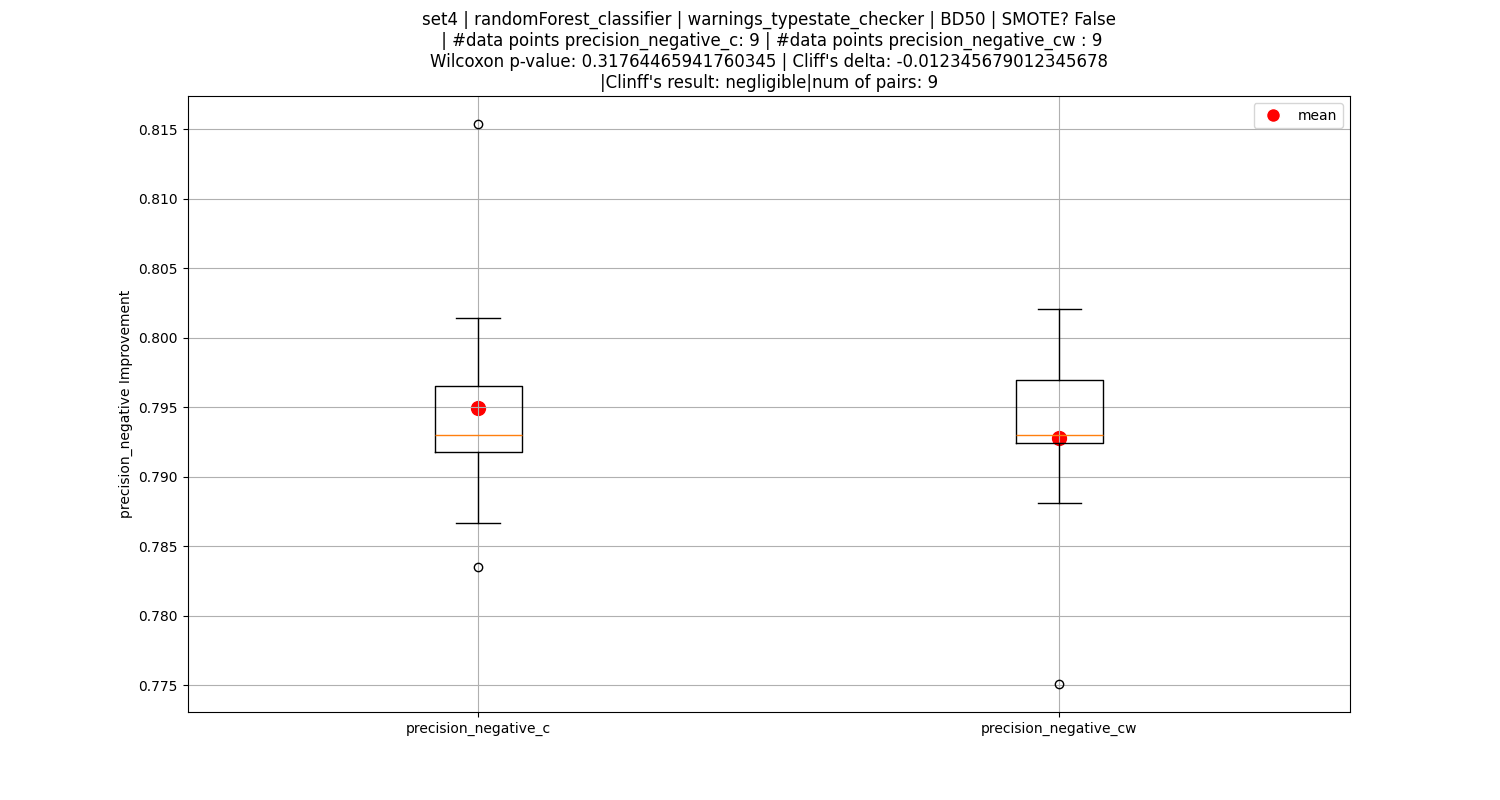 set4 | randomForest_classifier | warnings_typestate_checker | BD50 | SMOTE? False
| #data points precision_negative_c: 9 | #data points precision_negative_cw : 9
Wilcoxon p-value: 0.31764465941760345 | Cliff's delta: -0.012345679012345678
|Clinff's result: negligible|num of pairs: 9
mean
0.815
0.810
0.805
0.800
0.795
0.790
0.785
0.780
0.775
precision_negative Improvement
precision_negative_c
precision_negative_cw